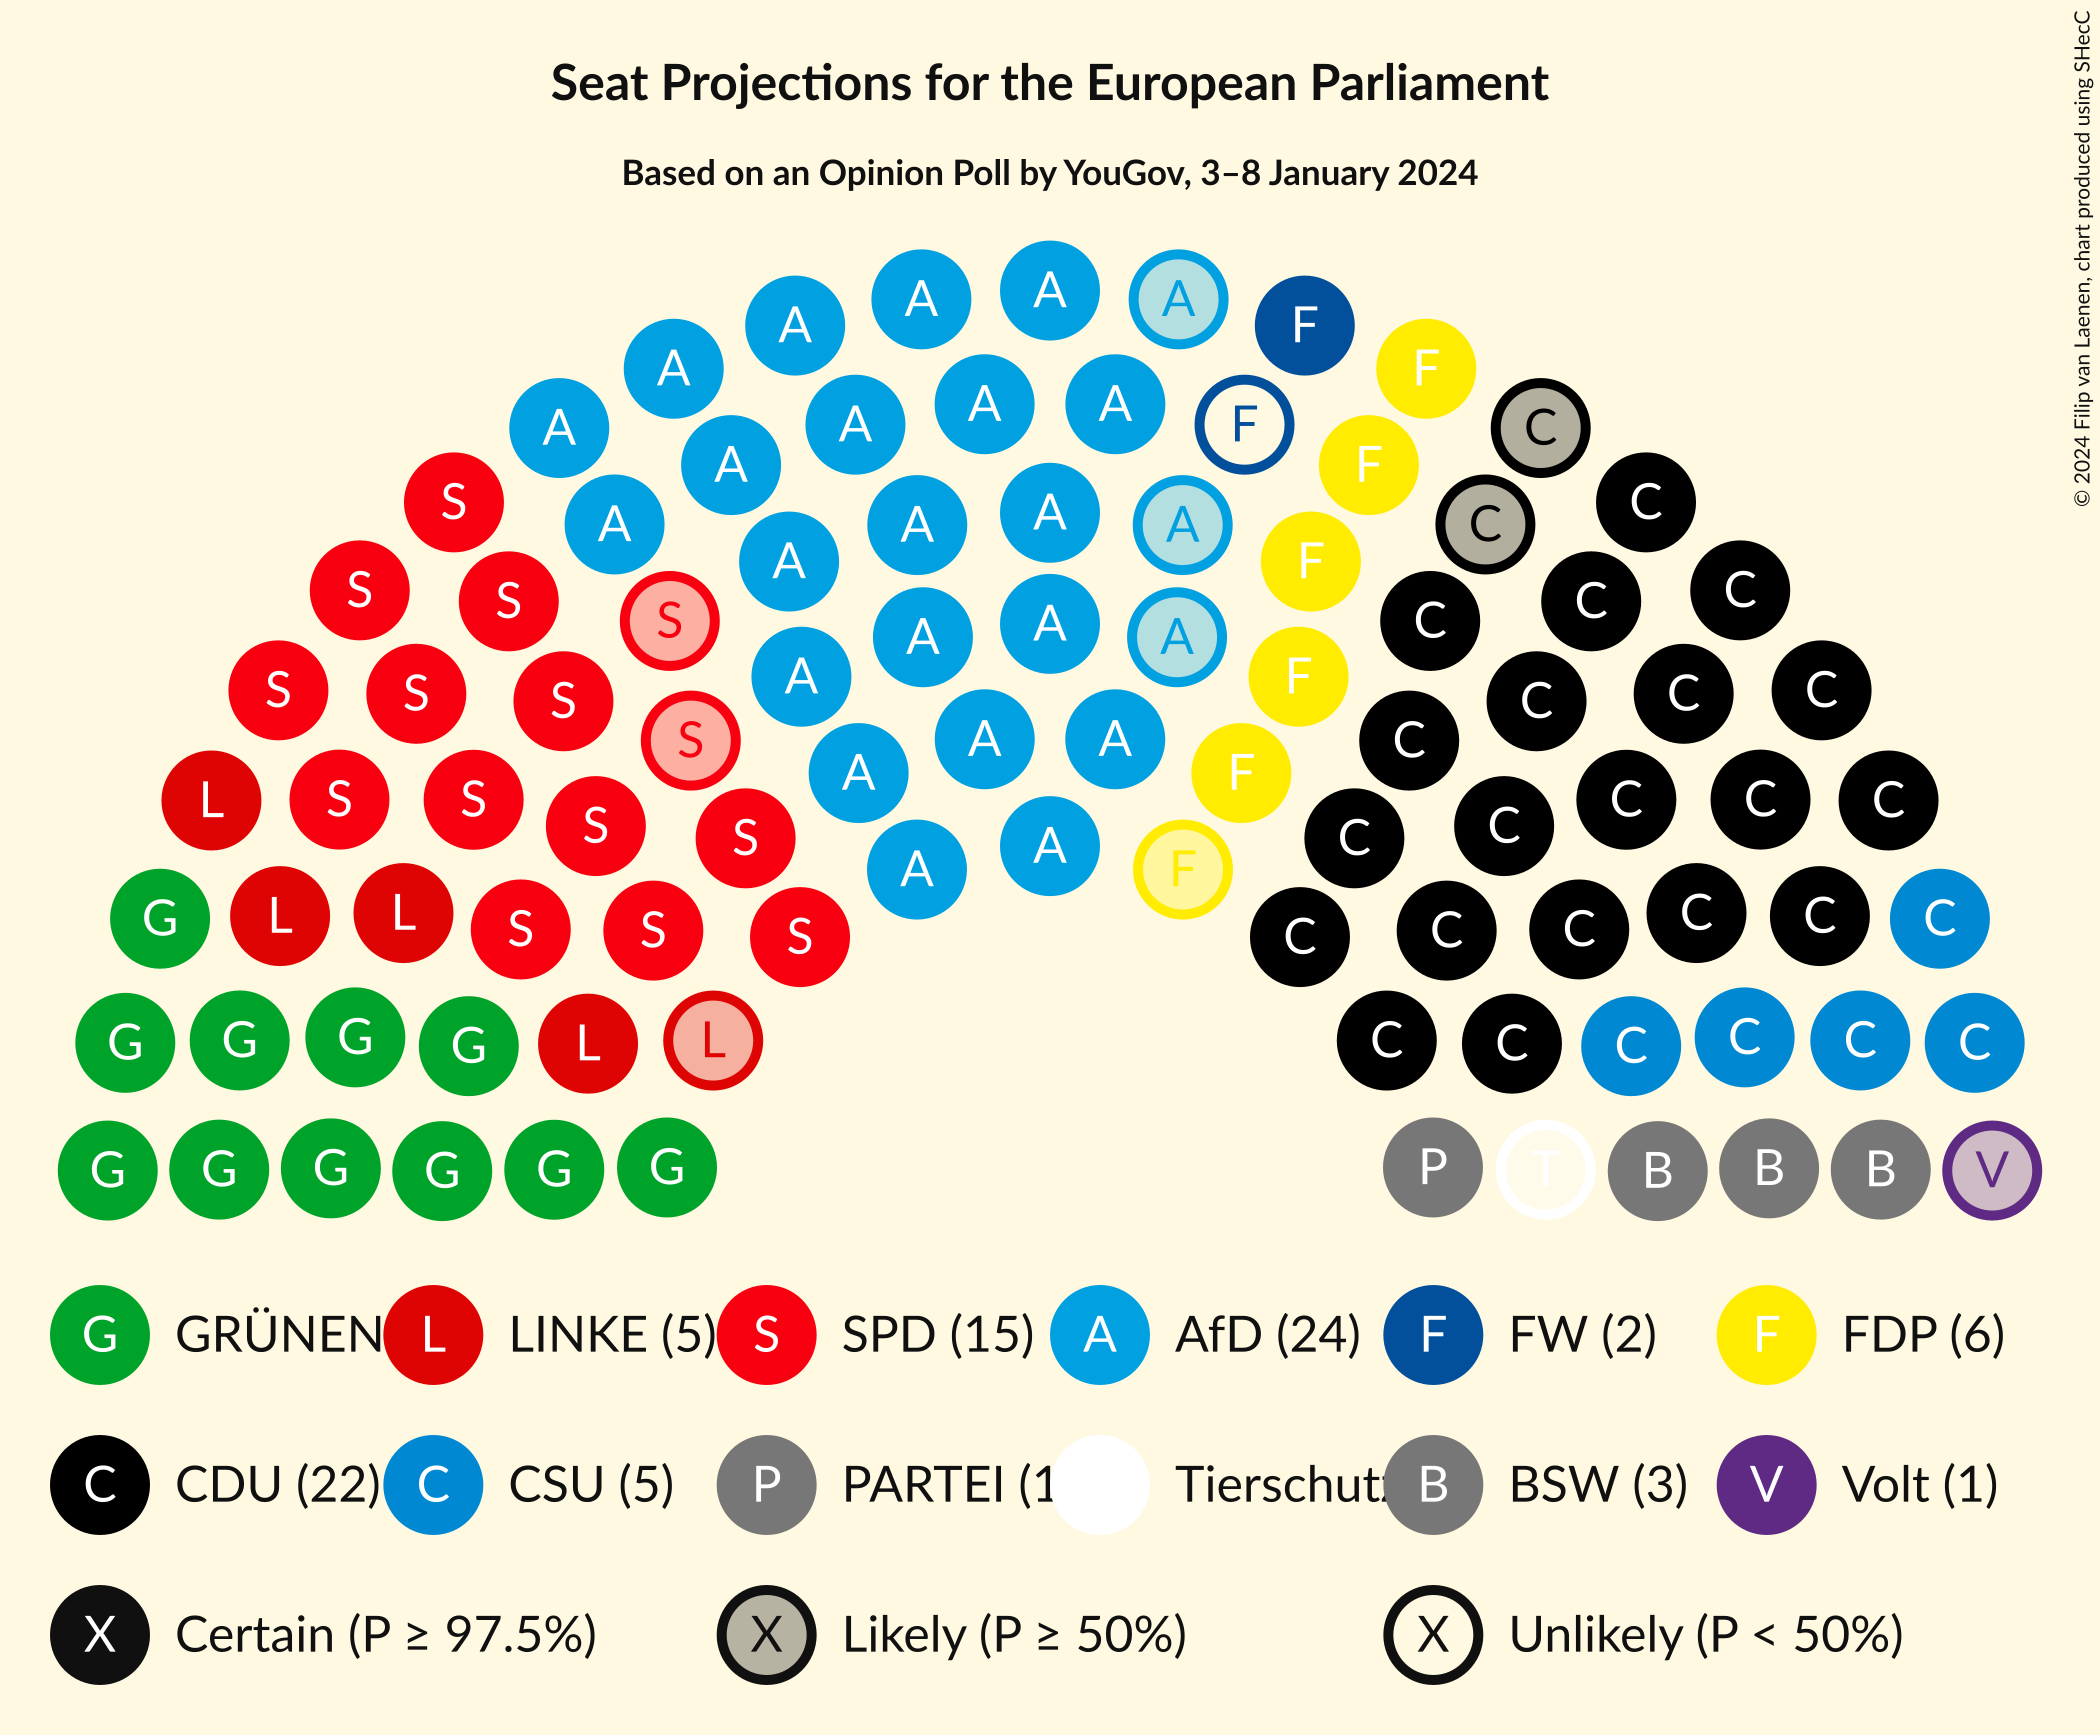 © 2024 Filip van Laenen, chart produced using SHecC
Seat Projections for the European Parliament
Based on an Opinion Poll by YouGov, 3–8 January 2024
A A A A F
A F
A A A A F C
A F
S A A A A C C
A F
S S S A A A C C C
S S S A F C C C
S A A C
L S S A F C C C
S S A C C
A F
G L L S S S C C C C C C
G G G G L L C C C C C C
G G G G G G P T B B B V
G GRÜNEN L LINKE (5) S SPD (15) A AfD (24) F FW (2) F FDP (6)
C CDU (22) C CSU (5) P PARTEI (1 Tierschutz B BSW (3) V Volt (1)
X Certain (P ≥ 97.5%) X Likely (P ≥ 50%) X Unlikely (P < 50%)